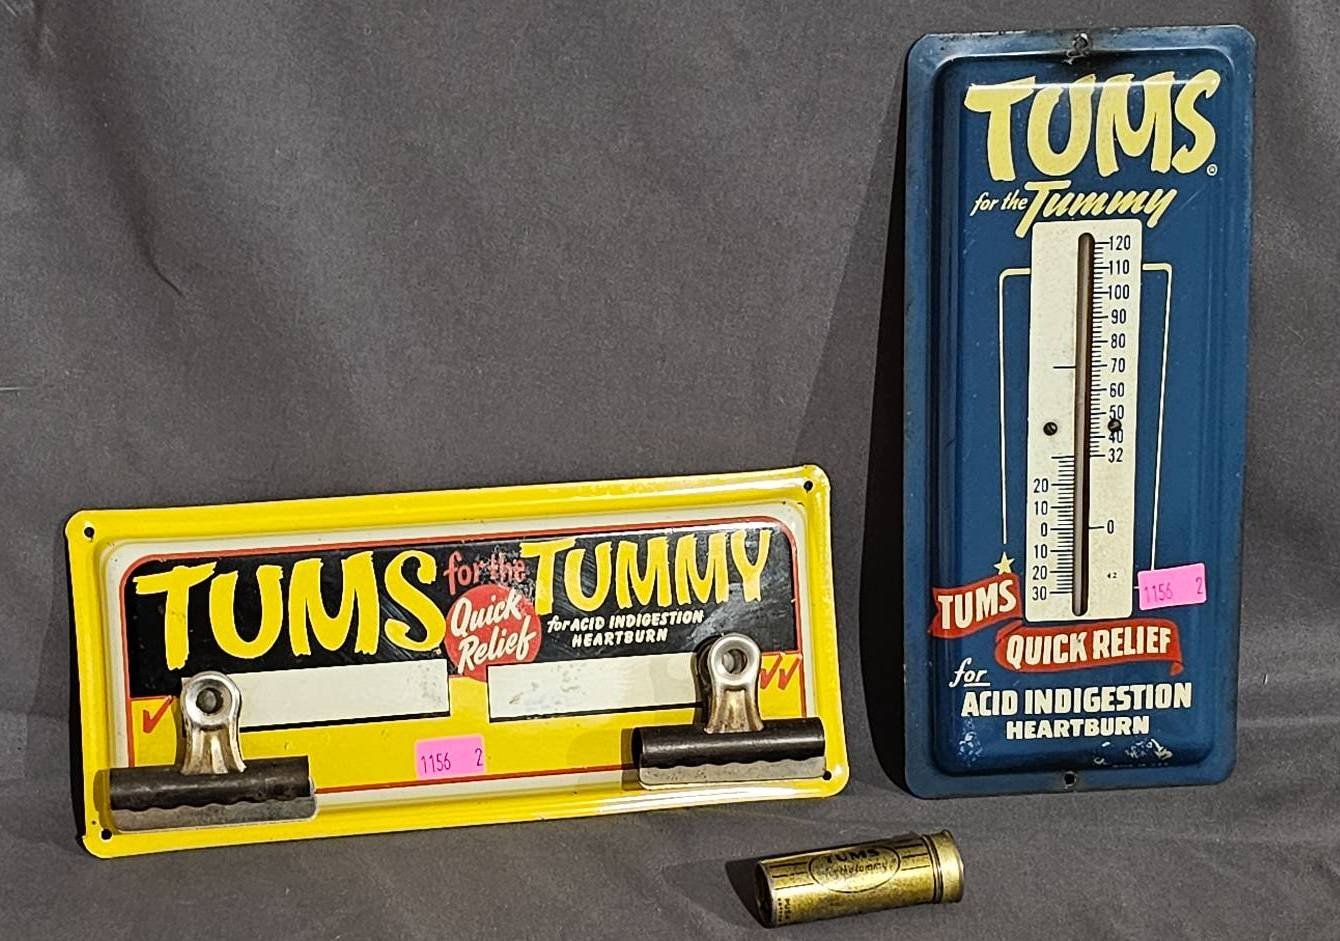 TUMS for the TUMMY
Quick
Relief
for ACID INDIGESTION
HEARTBURN
1156 2
TUMS®
for the Tummy
120
110
100
90
80
70
60
50
40
32
20
10
0
0
10
20
30
42
1156 2
TUMS
QUICK RELIEF
for
ACID INDIGESTION
HEARTBURN
TUMS